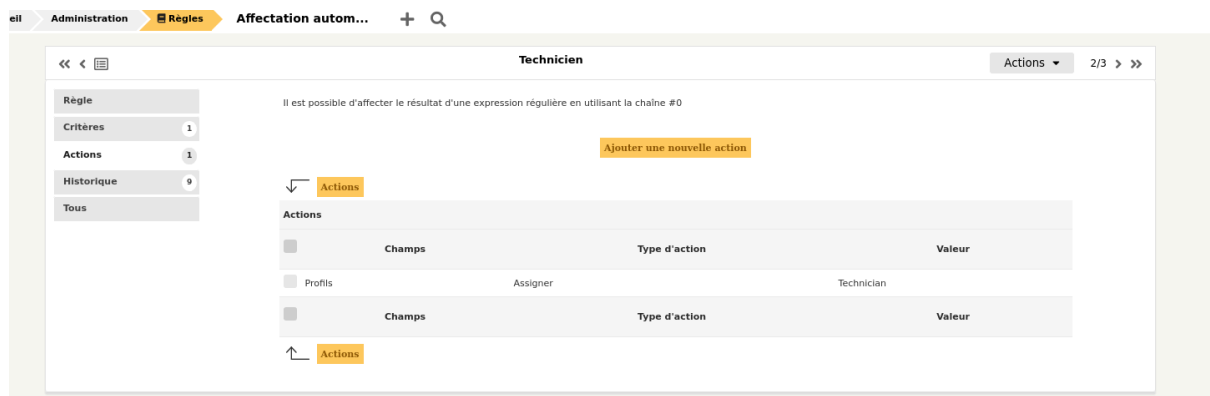 eil Administration Règles Affectation autom...
Technicien Actions 2/3
Règle
Critères 1
Actions 1
Historique 9
Tous
Il est possible d'affecter le résultat d'une expression régulière en utilisant la chaîne #0
Ajouter une nouvelle action
Actions
Actions
Champs Type d'action Valeur
Profils Assigner Technician
Champs Type d'action Valeur
Actions